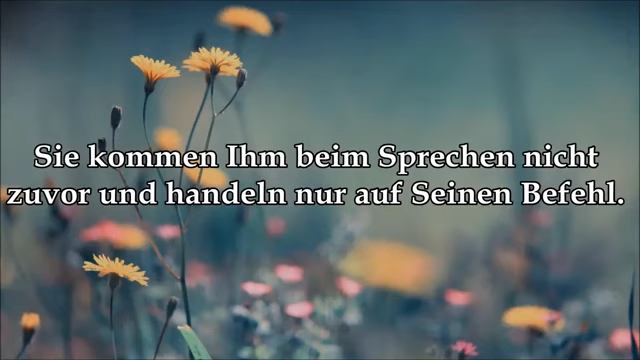 Sie kommen Ihm beim Sprechen nicht
zuvor und handeln nur auf Seinen Befehl.